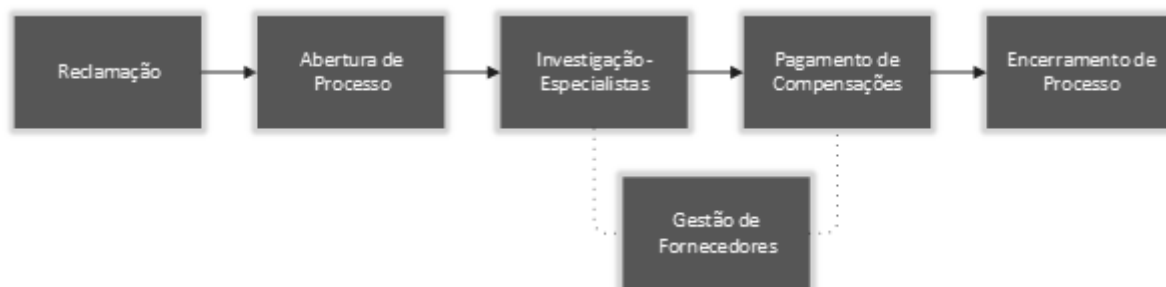 Reclamação
Abertura de
Processo
Investigação -
Especialistas
Pagamento de
Compensações
Encerramento de
Processo
Gestão de
Fornecedores